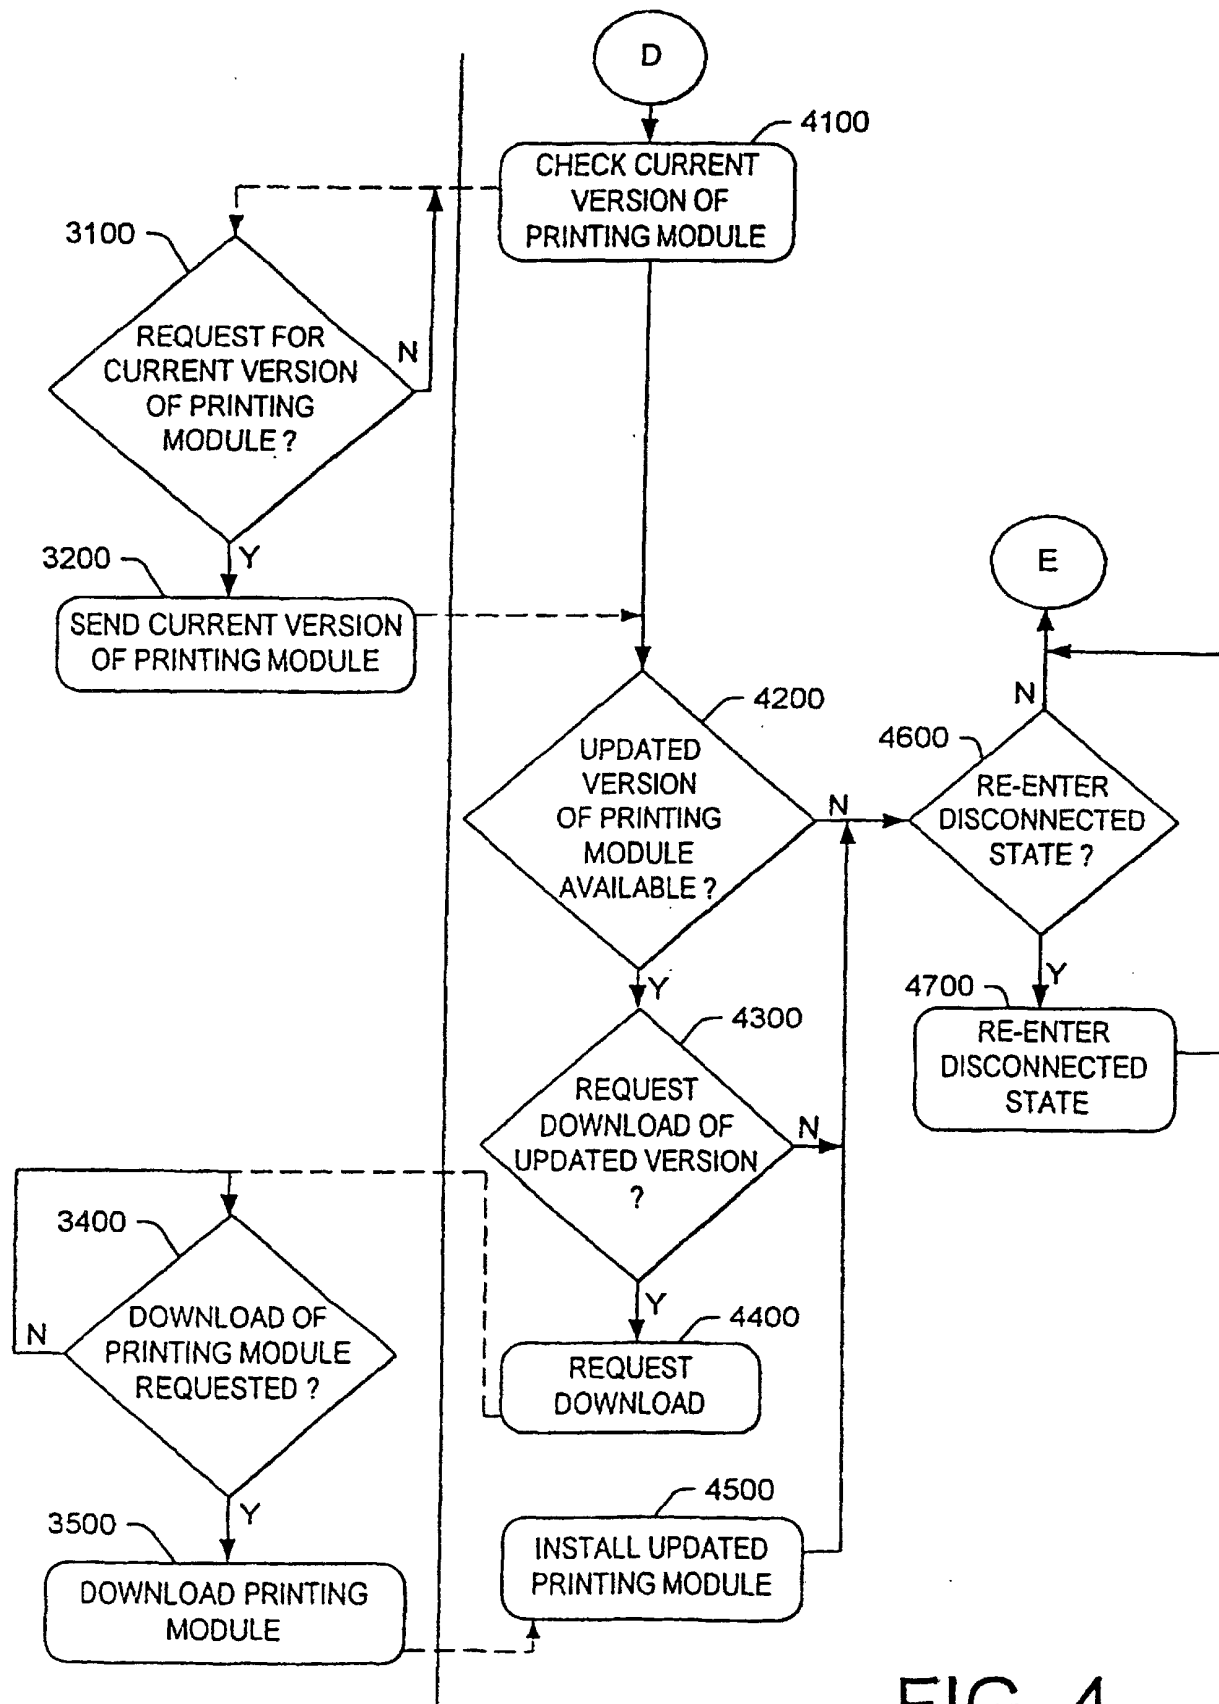 D
4100
CHECK CURRENT
VERSION OF
PRINTING MODULE
3100
REQUEST FOR
CURRENT VERSION
OF PRINTING
MODULE ?
N
Y
3200
SEND CURRENT VERSION
OF PRINTING MODULE
E
4200
UPDATED
VERSION
OF PRINTING
MODULE
AVAILABLE ?
N
Y
4600
RE-ENTER
DISCONNECTED
STATE ?
N
Y
4700
RE-ENTER
DISCONNECTED
STATE
4300
REQUEST
DOWNLOAD OF
UPDATED VERSION
?
N
Y
3400
DOWNLOAD OF
PRINTING MODULE
REQUESTED ?
N
Y
4400
REQUEST
DOWNLOAD
3500
DOWNLOAD PRINTING
MODULE
4500
INSTALL UPDATED
PRINTING MODULE
FIG. 4